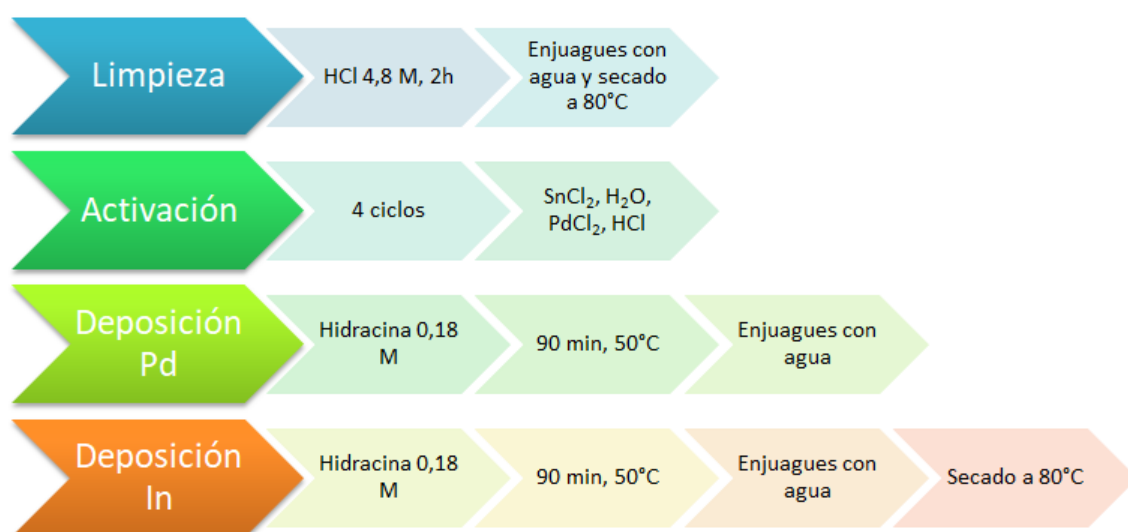 Limpieza
HCl 4,8 M, 2h
Enjuagues con
agua y secado
a 80°C
Activación
4 ciclos
SnCl₂, H₂O,
PdCl₂, HCl
Deposición
Pd
Hidracina 0,18
M
90 min, 50°C
Enjuagues con
agua
Deposición
In
Hidracina 0,18
M
90 min, 50°C
Enjuagues con
agua
Secado a 80°C